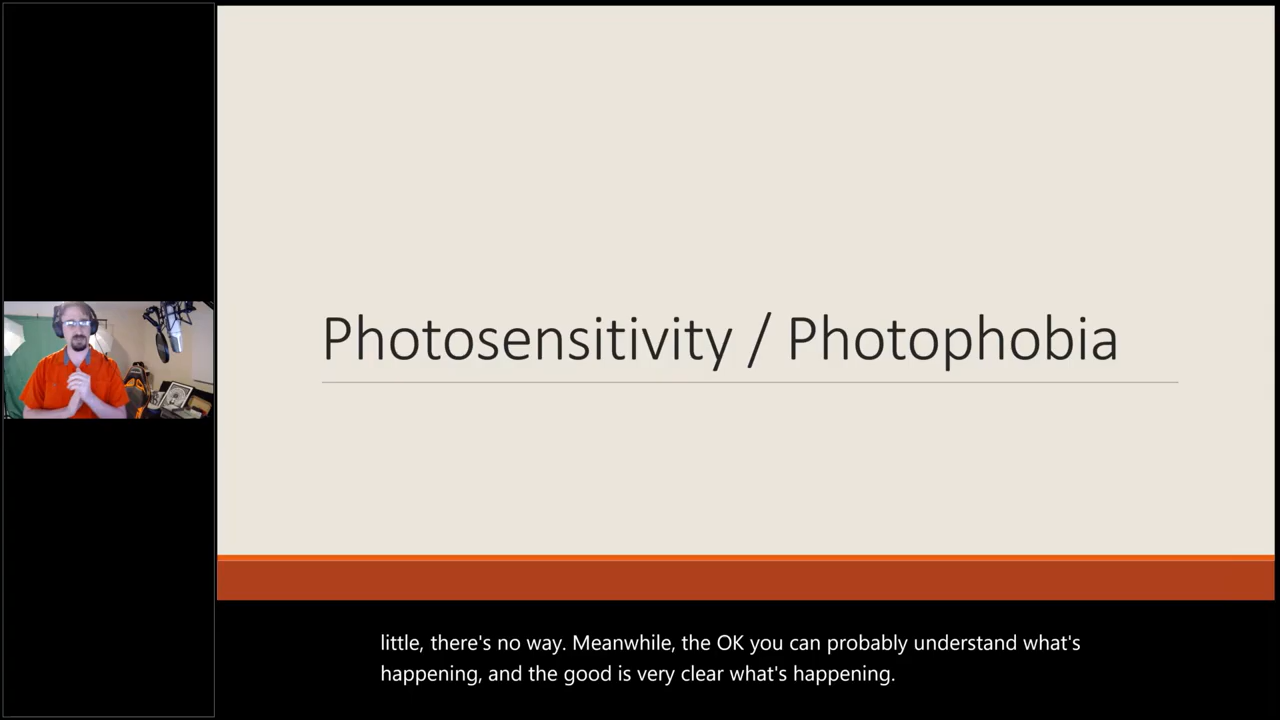 Photosensitivity / Photophobia
little, there's no way. Meanwhile, the OK you can probably understand what's
happening, and the good is very clear what's happening.